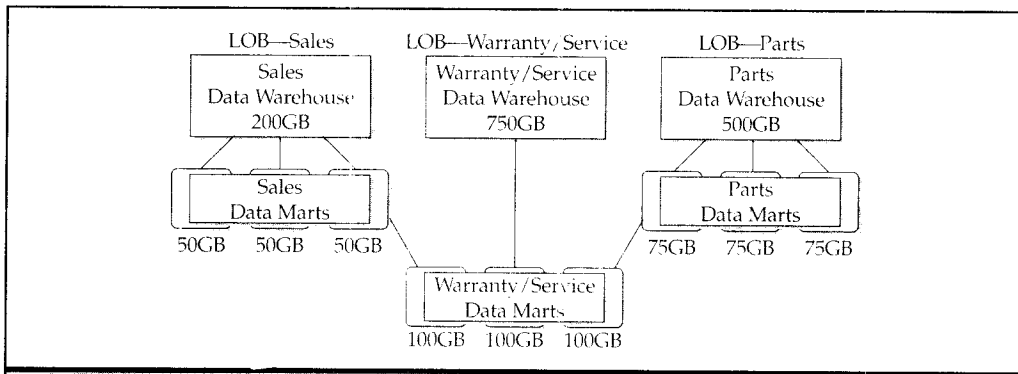 LOB—Sales
LOB—Warranty/Service
LOB—Parts
Sales
Data Warehouse
200GB
Warranty/Service
Data Warehouse
750GB
Parts
Data Warehouse
500GB
Sales
Data Marts
50GB 50GB 50GB
Parts
Data Marts
75GB 75GB 75GB
Warranty/Service
Data Marts
100GB 100GB 100GB